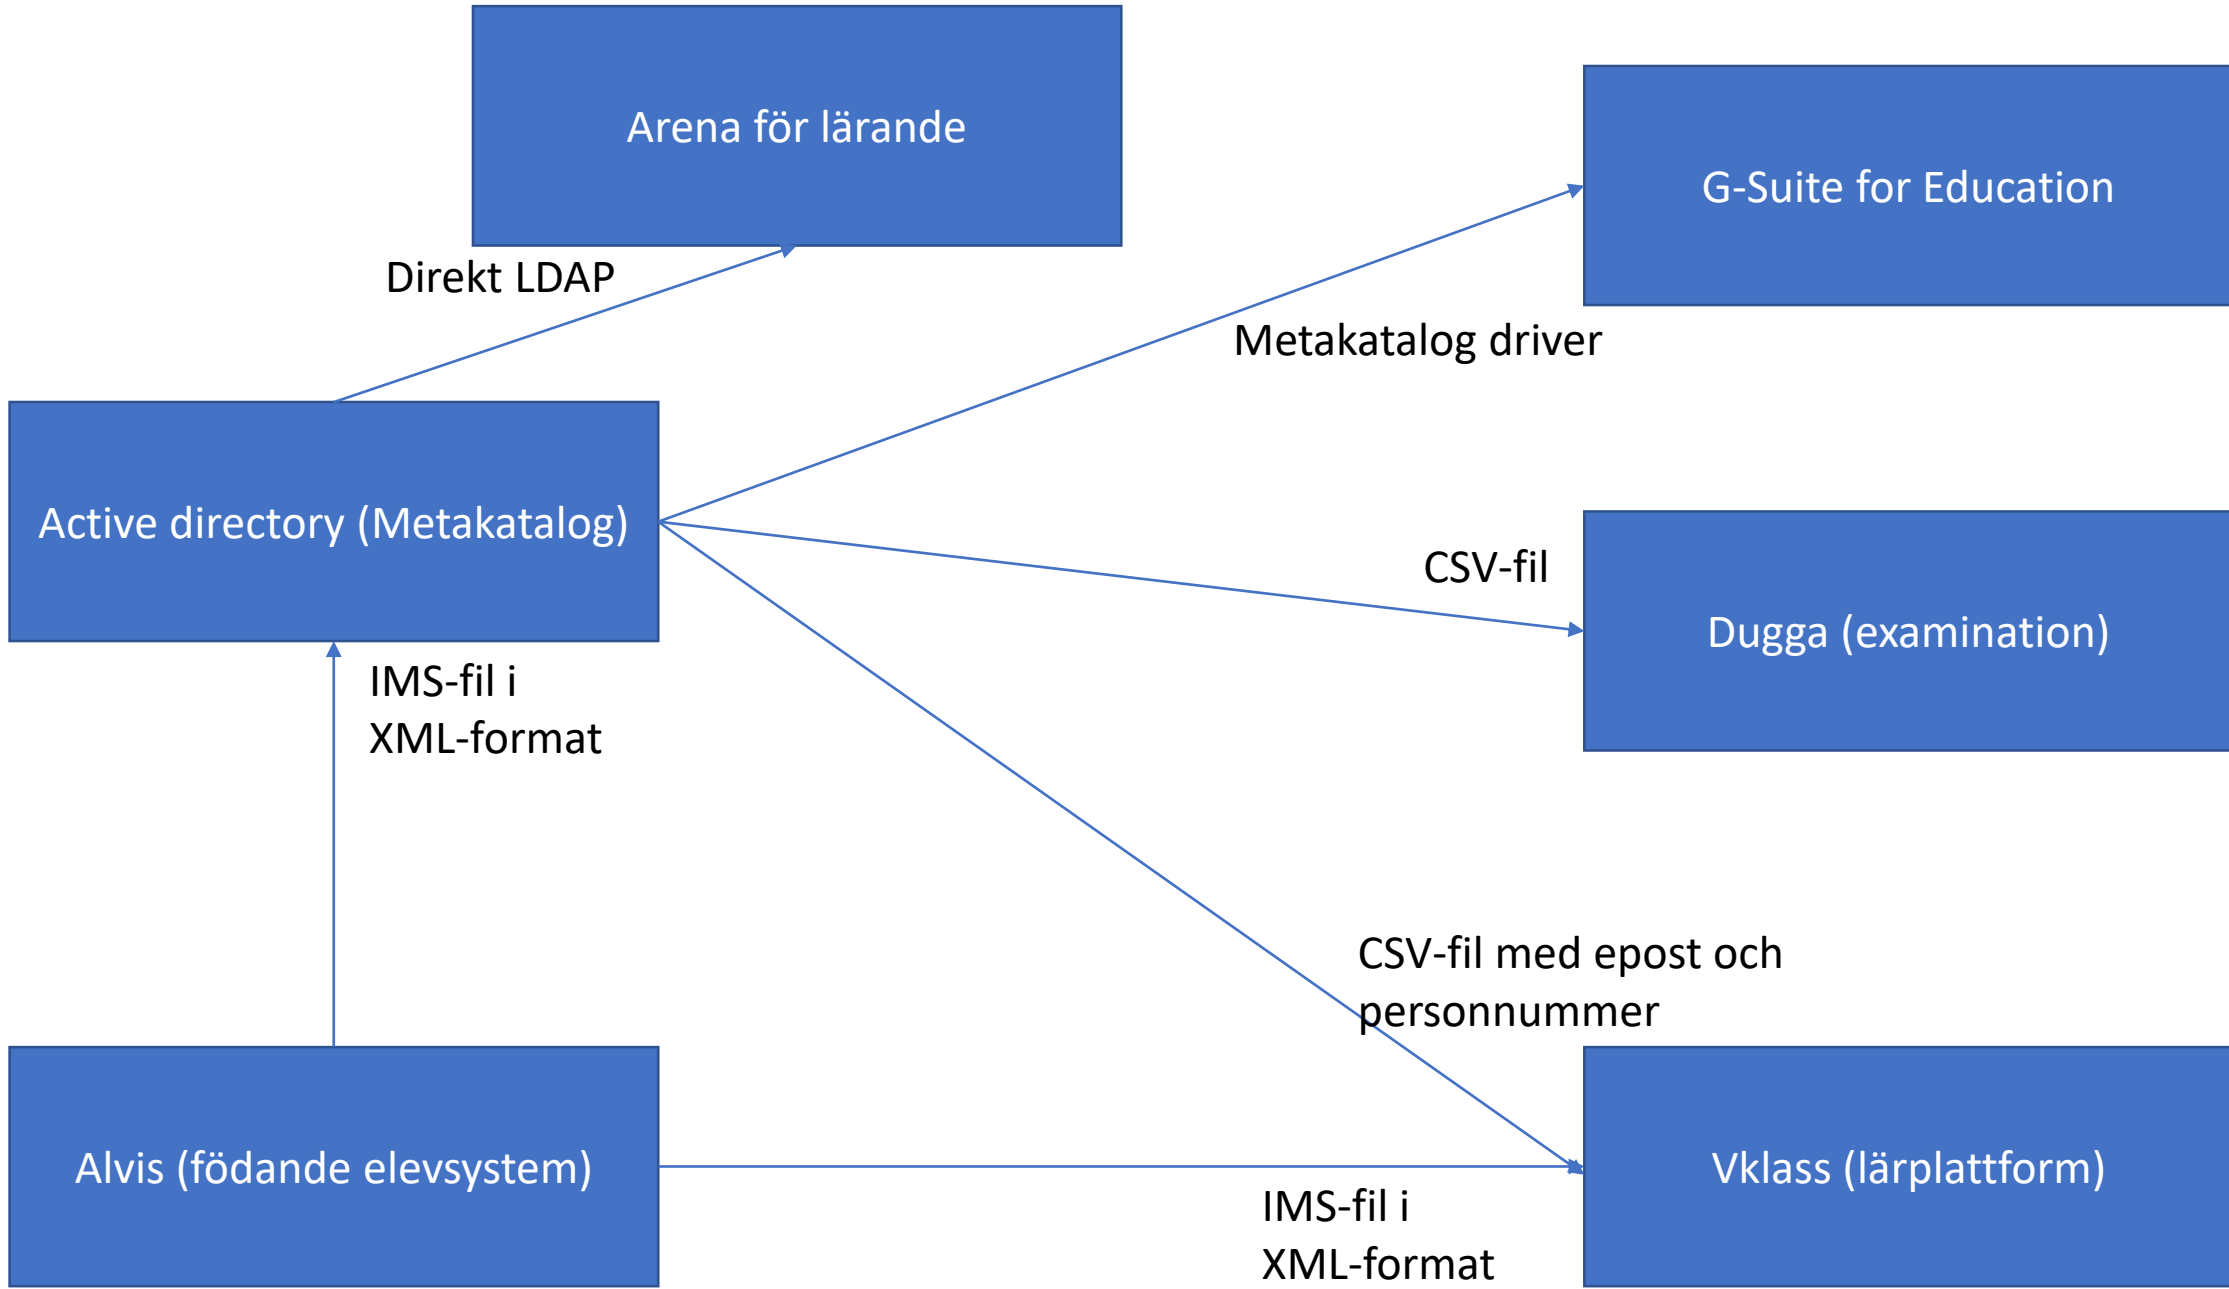 Arena för lärande
G-Suite for Education
Direkt LDAP
Metakatalog driver
Active directory (Metakatalog)
CSV-fil
Dugga (examination)
IMS-fil i
XML-format
CSV-fil med epost och
personnummer
Alvis (födande elevsystem)
Vklass (lärplattform)
IMS-fil i
XML-format